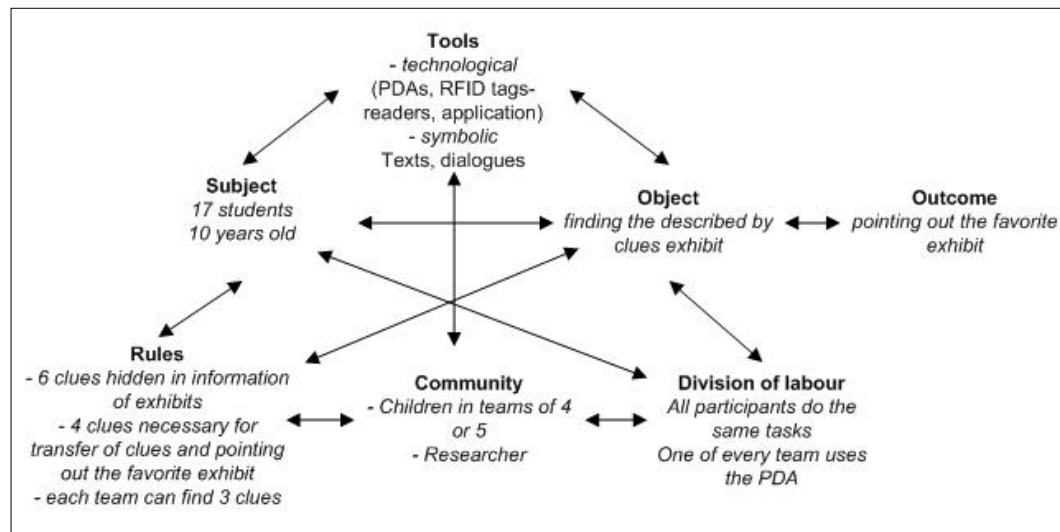 Tools
- technological
(PDAs, RFID tags-
readers, application)
- symbolic
Texts, dialogues
Subject
17 students
10 years old
Object
finding the described by
clues exhibit
Outcome
pointing out the favorite
exhibit
Rules
- 6 clues hidden in information
of exhibits
- 4 clues necessary for
transfer of clues and pointing
out the favorite exhibit
- each team can find 3 clues
Community
- Children in teams of 4
or 5
- Researcher
Division of labour
All participants do the
same tasks
One of every team uses
the PDA